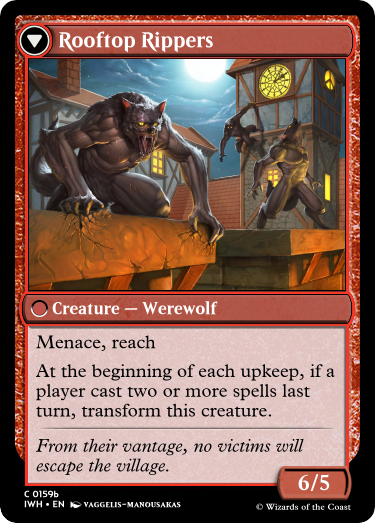 Rooftop Rippers
Creature — Werewolf
Menace, reach
At the beginning of each upkeep, if a
player cast two or more spells last
turn, transform this creature.
From their vantage, no victims will
escape the village.
6/5
C 0159b
IWH • EN VAGGELIS-MANOUSAKAS
© Wizards of the Coast